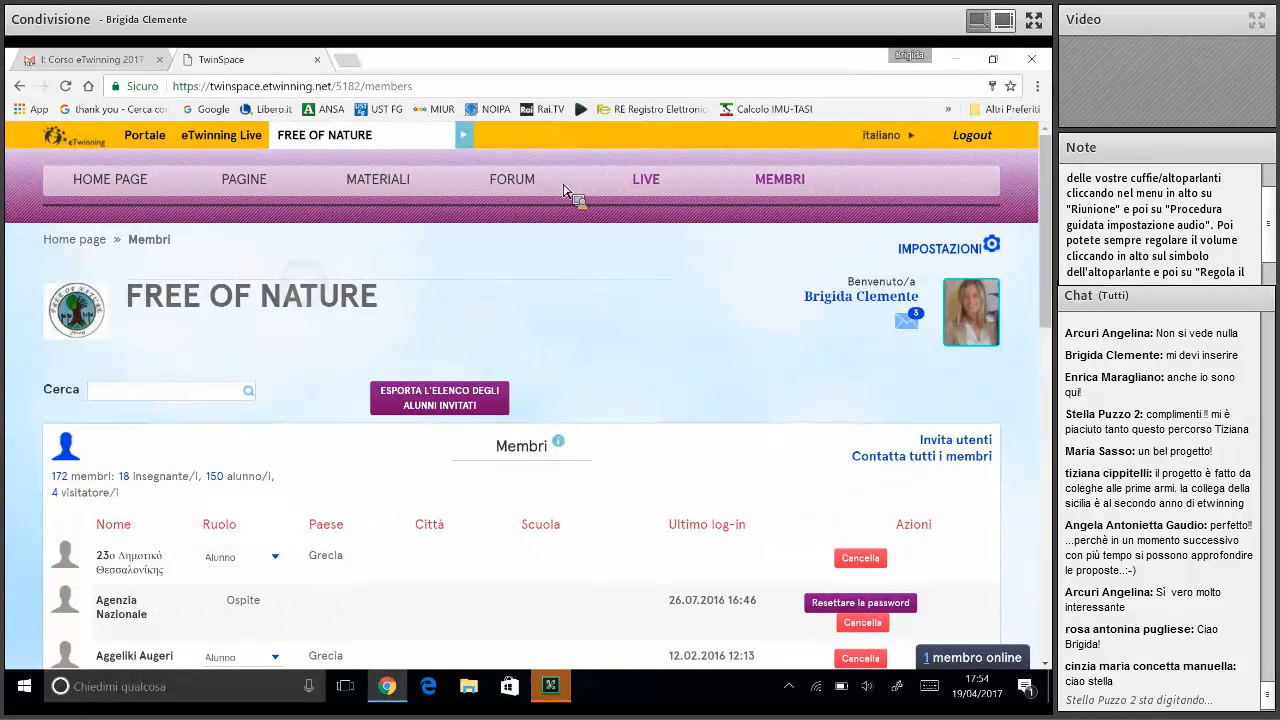 Condivisione - Brigida Clemente
Video
I: Corso eTwinning 2017
TwinSpace
Brigida
Sicuro
https://twinspace.etwinning.net/5182/members
App
thank you - Cerca co
Google
Libero.it
ANSA
UST FG
MIUR
NOIPA
Rai.TV
RE Registro Elettronic
Calcolo IMU-TASI
»
Altri Preferiti
eTwinning
Portale
eTwinning Live
FREE OF NATURE
italiano
Logout
HOME PAGE
PAGINE
MATERIALI
FORUM
LIVE
MEMBRI
Home page » Membri
IMPOSTAZIONI
FREE OF NATURE
Benvenuto/a
Brigida Clemente
3
Cerca
ESPORTA L'ELENCO DEGLI
ALUNNI INVITATI
Membri
Invita utenti
Contatta tutti i membri
172 membri: 18 insegnante/i, 150 alunno/i,
4 visitatore/i
Nome Ruolo Paese Città Scuola Ultimo log-in Azioni
23ο Δημοτικό
Θεσσαλονίκης
Alunno
Grecia
Cancella
Agenzia
Nazionale
Ospite
26.07.2016 16:46
Resettare la password
Cancella
Aggeliki Augeri
Alunno
Grecia
12.02.2016 12:13
Cancella
1 membro online
Chiedimi qualcosa
17:54
19/04/2017
1
Note
delle vostre cuffie/altoparlanti
cliccando nel menu in alto su
"Riunione" e poi su "Procedura
guidata impostazione audio". Poi
potete sempre regolare il volume
cliccando in alto sul simbolo
dell'altoparlante e poi su "Regola il
Chat (Tutti)
Arcuri Angelina: Non si vede nulla
Brigida Clemente: mi devi inserire
Enrica Maragliano: anche io sono
qui!
Stella Puzzo 2: complimenti !! mi è
piaciuto tanto questo percorso Tiziana
Maria Sasso: un bel progetto!
tiziana cippitelli: il progetto è fatto da
coleghe alle prime armi. la collega della
sicilia è al secondo anno di etwinning
Angela Antonietta Gaudio: perfetto!!
...perchè in un momento successivo
con più tempo si possono approfondire
le proposte..:-)
Arcuri Angelina: Sì vero molto
interessante
rosa antonina pugliese: Ciao
Brigida!
cinzia maria concetta manuella:
ciao stella
Stella Puzzo 2 sta digitando...